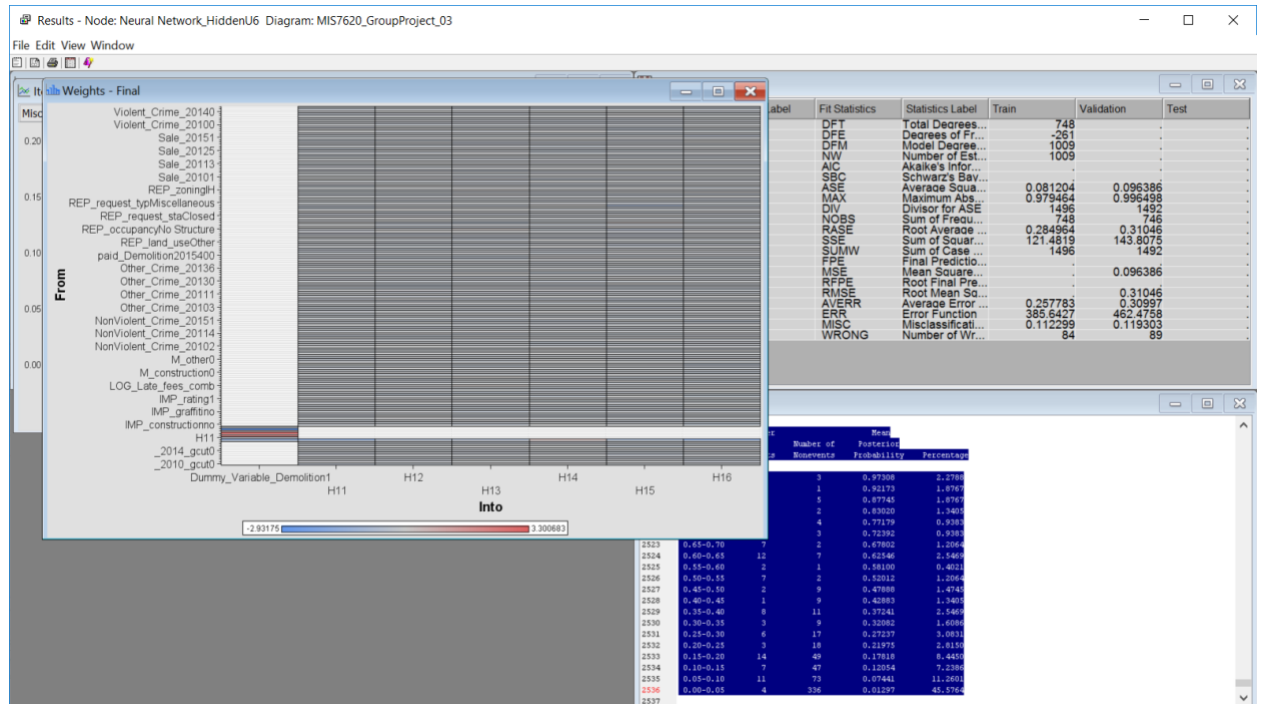 Results - Node: Neural Network_HiddenU6 Diagram: MIS7620_GroupProject_03
File Edit View Window
Weights - Final
Misc
0.20
0.15
0.10
0.05
0.00
Violent_Crime_20140
Violent_Crime_20100
Sale_20151
Sale_20125
Sale_20113
Sale_20101
REP_zoningIH
REP_request_typMiscellaneous
REP_request_staClosed
REP_occupancyNo Structure
REP_land_useOther
paid_Demolition2015400
Other_Crime_20136
Other_Crime_20130
Other_Crime_20111
Other_Crime_20103
NonViolent_Crime_20151
NonViolent_Crime_20114
NonViolent_Crime_20102
M_other0
M_construction0
LOG_Late_fees_comb
IMP_rating1
IMP_graffitino
IMP_constructionno
H11
_2014_gcut0
_2010_gcut0
From
Dummy_Variable_Demolition1 H12 H14 H16
H11 H13 H15
Into
-2.93175 3.300683
abel Fit Statistics Statistics Label Train Validation Test
DFT Total Degrees... 748 . .
DFE Degrees of Fr... -261 . .
DFM Model Degree... 1009 . .
NW Number of Est... 1009 . .
AIC Akaike's Infor... . . .
SBC Schwarz's Bay... . . .
ASE Average Squa... 0.081204 0.096386 .
MAX Maximum Abs... 0.979464 0.996498 .
DIV Divisor for ASE 1496 1492 .
NOBS Sum of Frequ... 748 746 .
RASE Root Average ... 0.284964 0.31046 .
SSE Sum of Squar... 121.4819 143.8075 .
SUMW Sum of Case ... 1496 1492 .
FPE Final Predictio... . . .
MSE Mean Square... . 0.096386 .
RFPE Root Final Pre... . . .
RMSE Root Mean Sq... . 0.31046 .
AVERR Average Error ... 0.257783 0.30997 .
ERR Error Function 385.6427 462.4758 .
MISC Misclassificati... 0.112299 0.119303 .
WRONG Number of Wr... 84 89 .
er Mean
Number of Posterior
ts Nonevents Probability Percentage
3 0.97308 2.2788
1 0.92173 1.8767
5 0.87745 1.8767
2 0.83020 1.3405
4 0.77179 0.9383
3 0.72392 0.9383
2523 0.65-0.70 7 2 0.67802 1.2064
2524 0.60-0.65 12 7 0.62546 2.5469
2525 0.55-0.60 2 1 0.58100 0.4021
2526 0.50-0.55 7 2 0.52012 1.2064
2527 0.45-0.50 2 9 0.47888 1.4745
2528 0.40-0.45 1 9 0.42883 1.3405
2529 0.35-0.40 8 11 0.37241 2.5469
2530 0.30-0.35 3 9 0.32082 1.6086
2531 0.25-0.30 6 17 0.27237 3.0831
2532 0.20-0.25 3 18 0.21975 2.8150
2533 0.15-0.20 14 49 0.17818 8.4450
2534 0.10-0.15 7 47 0.12054 7.2386
2535 0.05-0.10 11 73 0.07441 11.2601
2536 0.00-0.05 4 336 0.01297 45.5764
2537